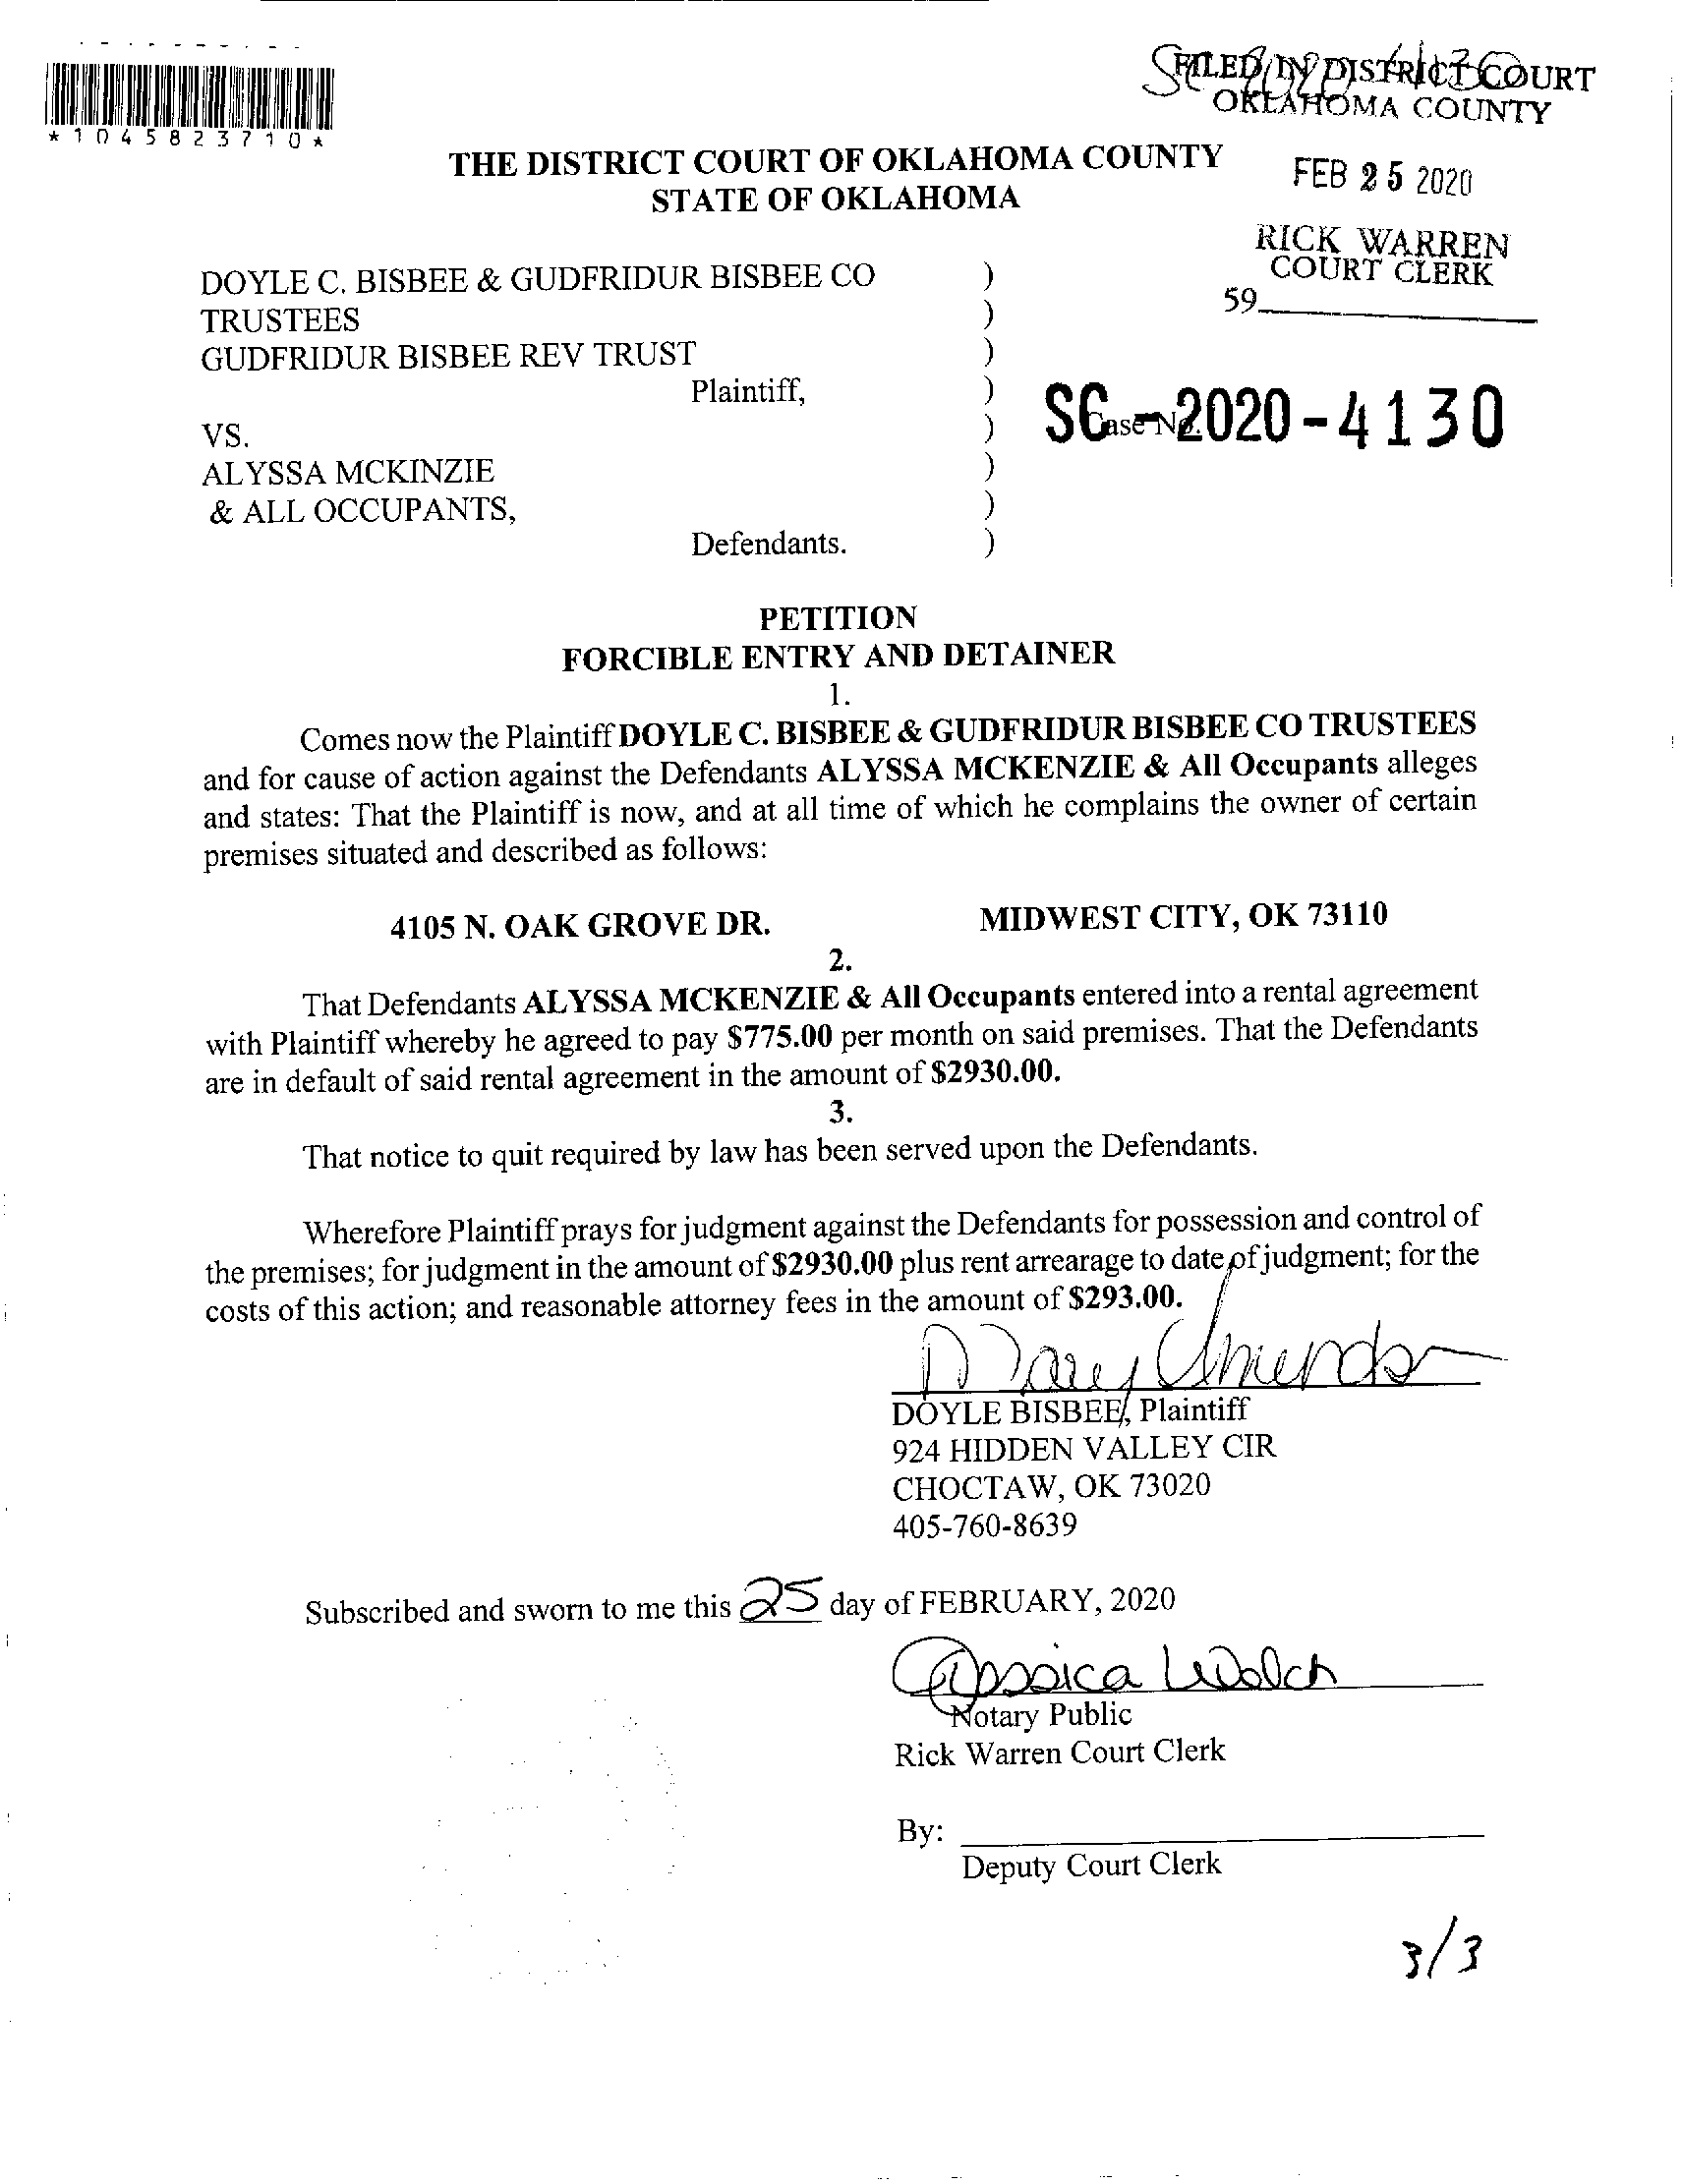 *1045823710*
SC 2020 4130
FILED IN DISTRICT COURT
OKLAHOMA COUNTY
FEB 25 2020
RICK WARREN
COURT CLERK
59
THE DISTRICT COURT OF OKLAHOMA COUNTY
STATE OF OKLAHOMA
DOYLE C. BISBEE & GUDFRIDUR BISBEE CO )
TRUSTEES )
GUDFRIDUR BISBEE REV TRUST )
Plaintiff, )
VS. ) Case No. SC-2020-4130
ALYSSA MCKINZIE )
& ALL OCCUPANTS, )
Defendants. )
PETITION
FORCIBLE ENTRY AND DETAINER
1.
Comes now the Plaintiff DOYLE C. BISBEE & GUDFRIDUR BISBEE CO TRUSTEES
and for cause of action against the Defendants ALYSSA MCKENZIE & All Occupants alleges
and states: That the Plaintiff is now, and at all time of which he complains the owner of certain
premises situated and described as follows:
4105 N. OAK GROVE DR. MIDWEST CITY, OK 73110
2.
That Defendants ALYSSA MCKENZIE & All Occupants entered into a rental agreement
with Plaintiff whereby he agreed to pay $775.00 per month on said premises. That the Defendants
are in default of said rental agreement in the amount of $2930.00.
3.
That notice to quit required by law has been served upon the Defendants.
Wherefore Plaintiff prays for judgment against the Defendants for possession and control of
the premises; for judgment in the amount of $2930.00 plus rent arrearage to date of judgment; for the
costs of this action; and reasonable attorney fees in the amount of $293.00.
DOYLE BISBEE, Plaintiff
924 HIDDEN VALLEY CIR
CHOCTAW, OK 73020
405-760-8639
Subscribed and sworn to me this 25 day of FEBRUARY, 2020
Notary Public
Rick Warren Court Clerk
By:
Deputy Court Clerk
3/3